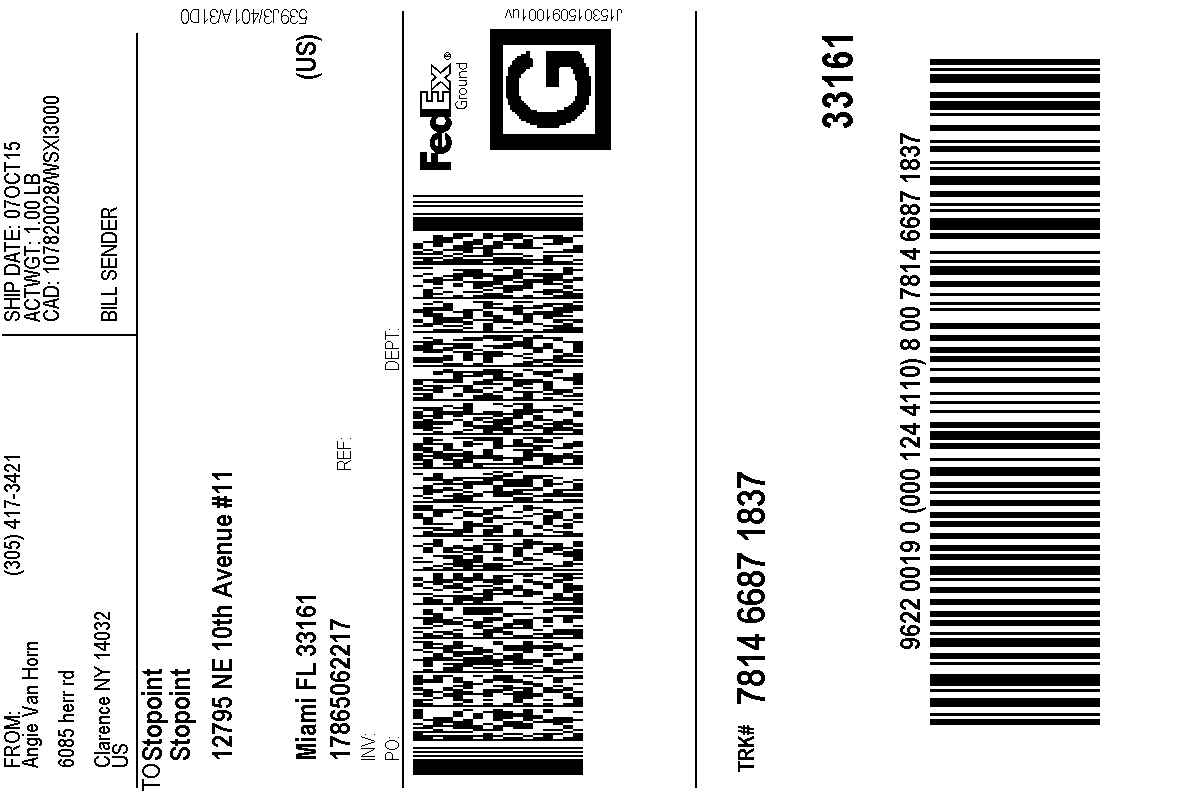 FROM: (305) 417-3421
Angie Van Horn
6085 herr rd
Clarence NY 14032
US
SHIP DATE: 07OCT15
ACTWGT: 1.00 LB
CAD: 107820028/WSXI3000
BILL SENDER
TO Stopoint
Stopoint
12795 NE 10th Avenue #11
Miami FL 33161 (US)
17865062217
REF:
INV:
PO: DEPT:
539J3/401A/31D0
J153015091001uv
FedEx®
Ground
G
TRK# 7814 6687 1837
33161
9622 0019 0 (000 124 4110) 8 00 7814 6687 1837